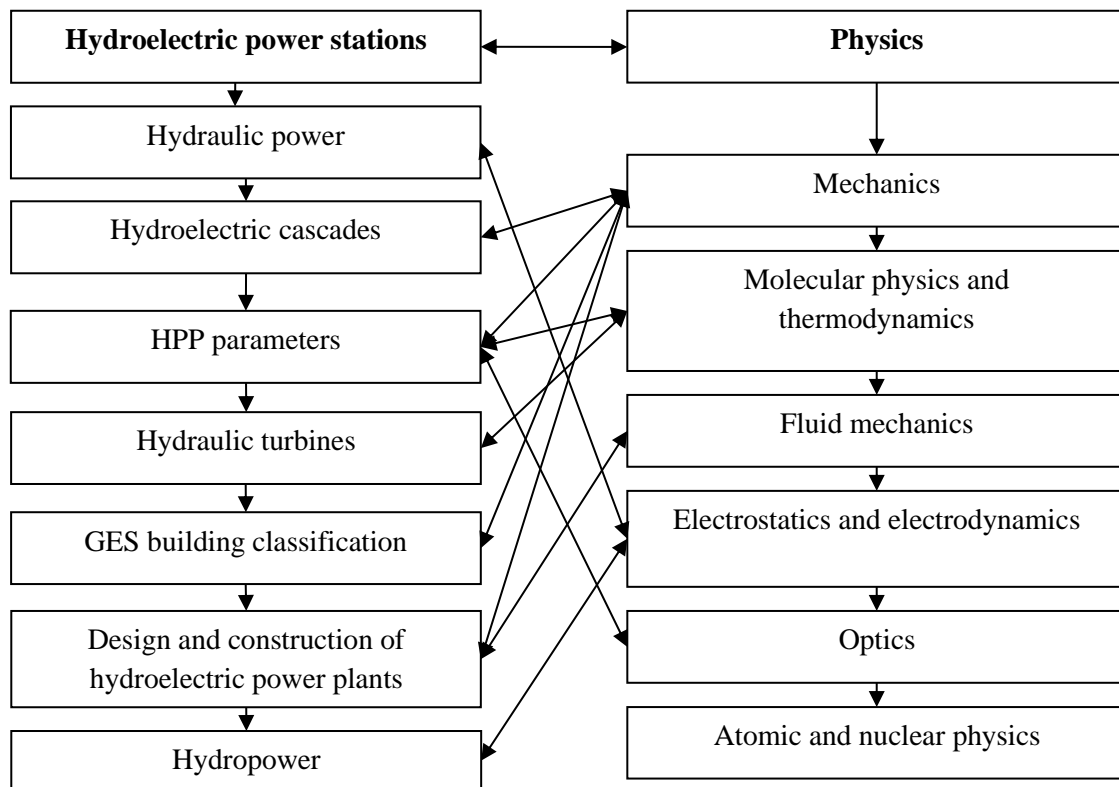 Hydroelectric power stations
Hydraulic power
Hydroelectric cascades
HPP parameters
Hydraulic turbines
GES building classification
Design and construction of
hydroelectric power plants
Hydropower
Physics
Mechanics
Molecular physics and
thermodynamics
Fluid mechanics
Electrostatics and electrodynamics
Optics
Atomic and nuclear physics